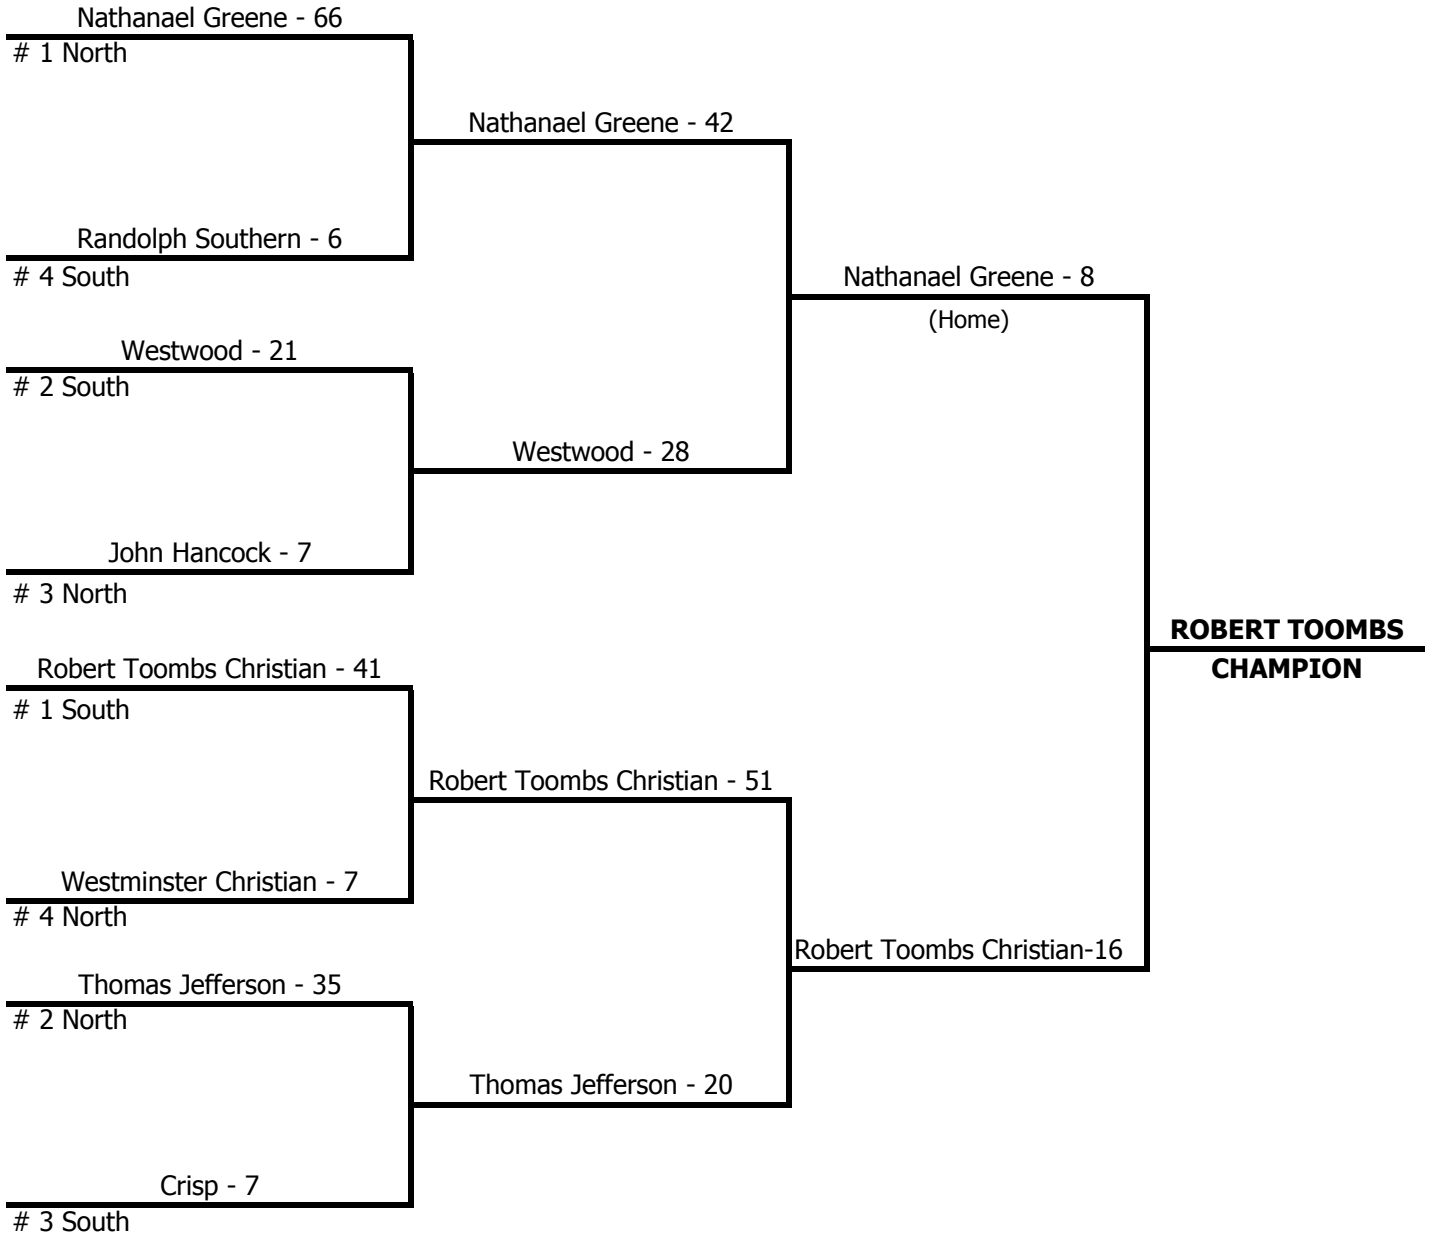 Nathanael Greene - 66
# 1 North
Nathanael Greene - 42
Randolph Southern - 6
# 4 South
Nathanael Greene - 8
(Home)
Westwood - 21
# 2 South
Westwood - 28
John Hancock - 7
# 3 North
ROBERT TOOMBS
CHAMPION
Robert Toombs Christian - 41
# 1 South
Robert Toombs Christian - 51
Westminster Christian - 7
# 4 North
Robert Toombs Christian-16
Thomas Jefferson - 35
# 2 North
Thomas Jefferson - 20
Crisp - 7
# 3 South